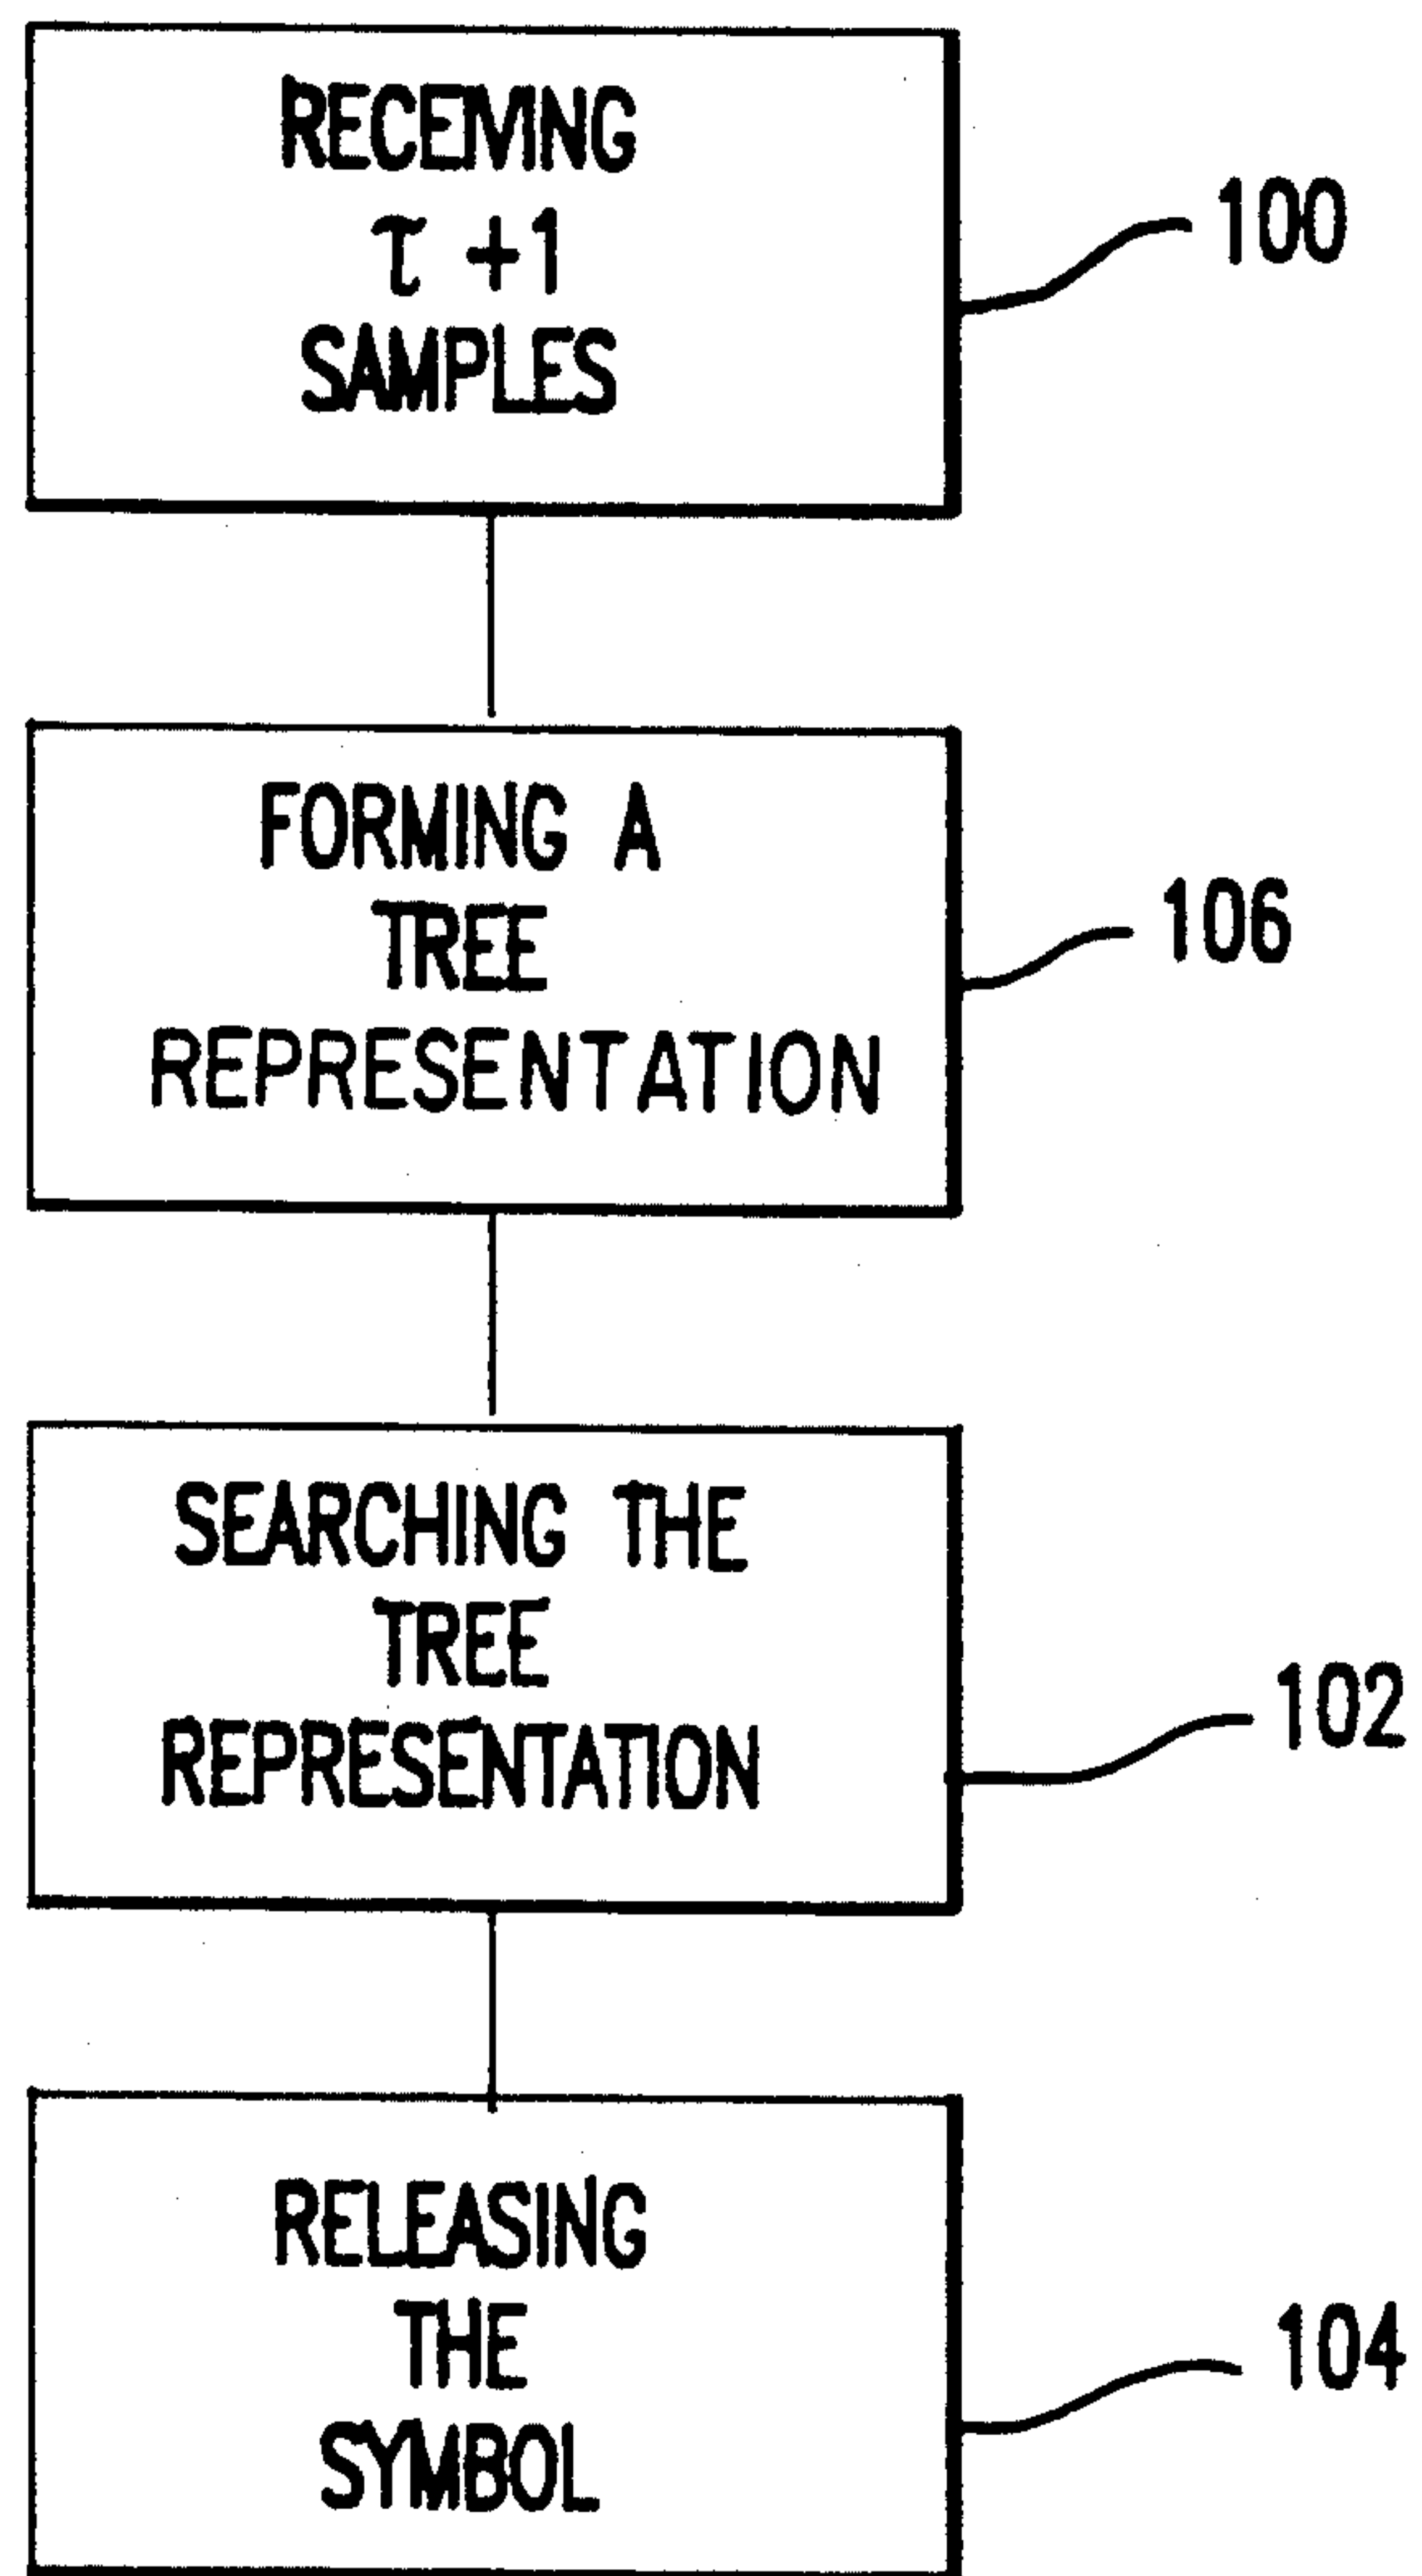 RECEIVING
τ +1
SAMPLES
100
FORMING A
TREE
REPRESENTATION
106
SEARCHING THE
TREE
REPRESENTATION
102
RELEASING
THE
SYMBOL
104